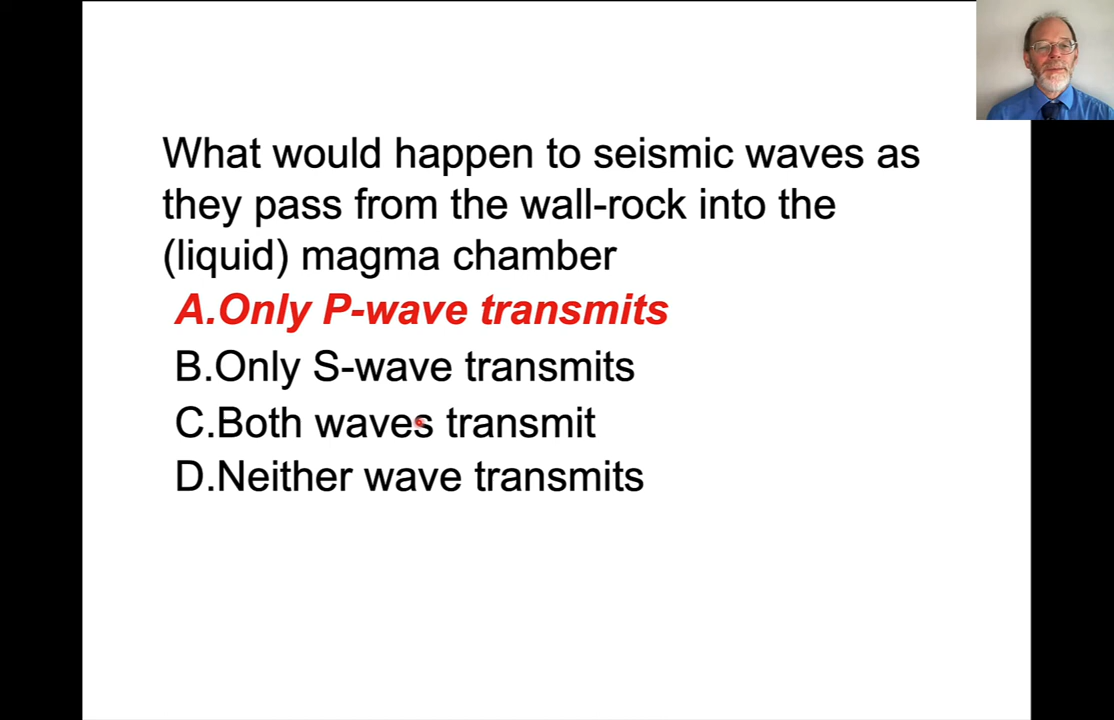 What would happen to seismic waves as
they pass from the wall-rock into the
(liquid) magma chamber
A.Only P-wave transmits
B.Only S-wave transmits
C.Both waves transmit
D.Neither wave transmits